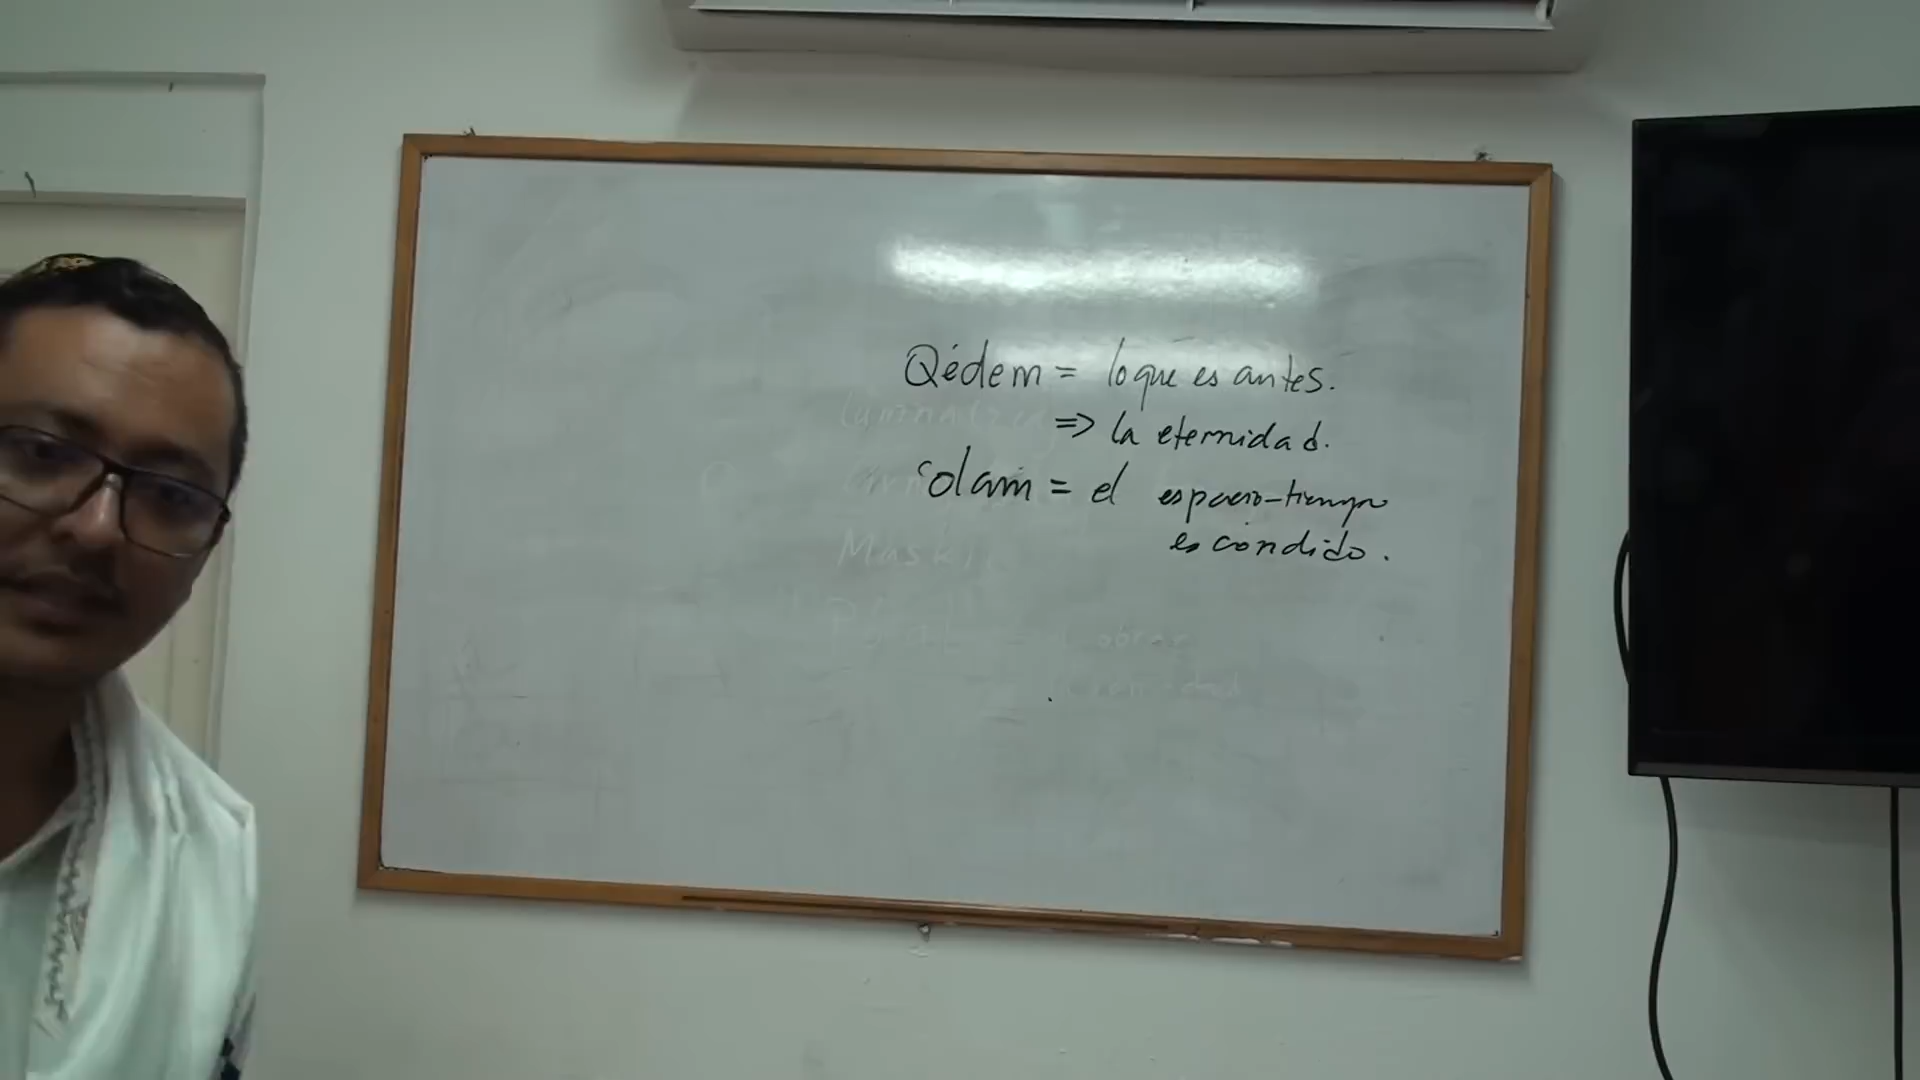 Qédem = lo que es antes.
=> la eternidad.
ʿolam = el espacio-tiempo
escondido.